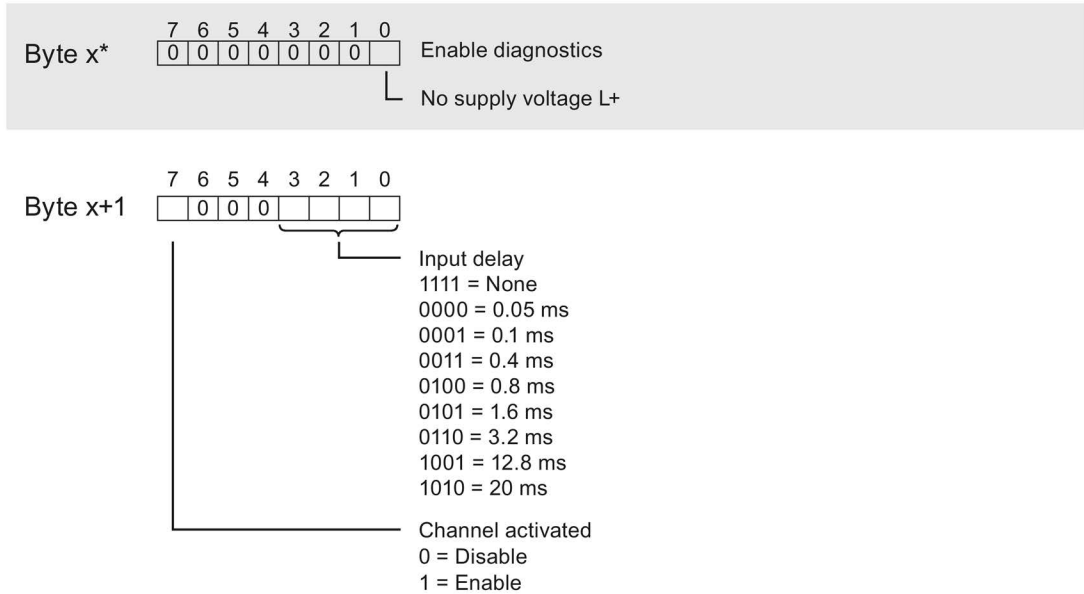 7 6 5 4 3 2 1 0
Byte x* 0 0 0 0 0 0 0 Enable diagnostics
No supply voltage L+
7 6 5 4 3 2 1 0
Byte x+1 0 0 0
Input delay
1111 = None
0000 = 0.05 ms
0001 = 0.1 ms
0011 = 0.4 ms
0100 = 0.8 ms
0101 = 1.6 ms
0110 = 3.2 ms
1001 = 12.8 ms
1010 = 20 ms
Channel activated
0 = Disable
1 = Enable